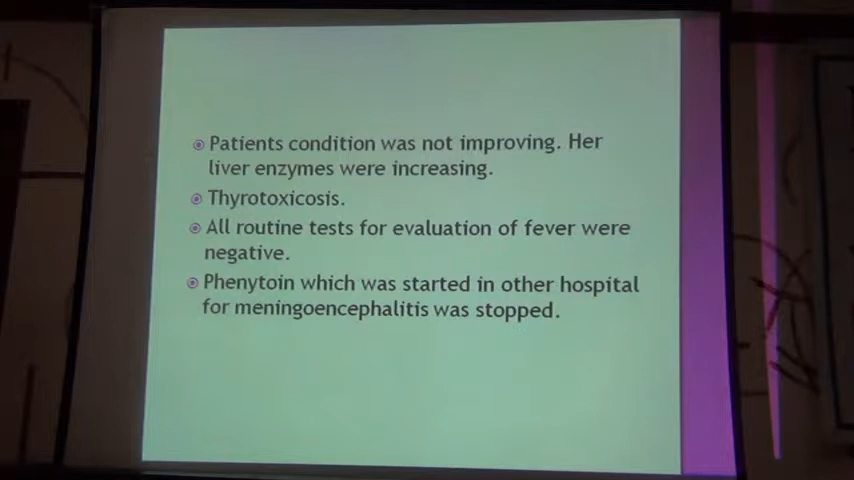 Patients condition was not improving. Her
liver enzymes were increasing.
Thyrotoxicosis.
All routine tests for evaluation of fever were
negative.
Phenytoin which was started in other hospital
for meningoencephalitis was stopped.